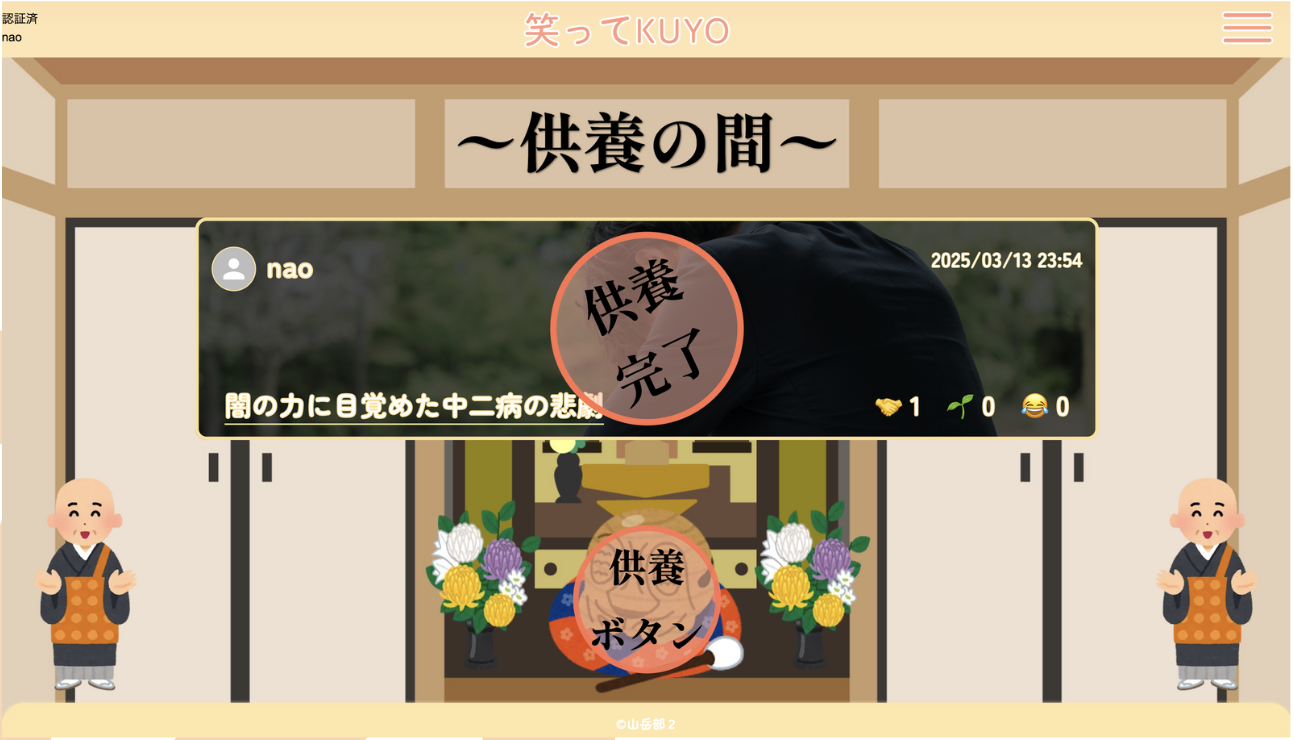 認証済
nao
笑ってKUYO
〜供養の間〜
nao
2025/03/13 23:54
供養
完了
闇の力に目覚めた中二病の悲劇
1 0 0
供養
ボタン
©山岳部2